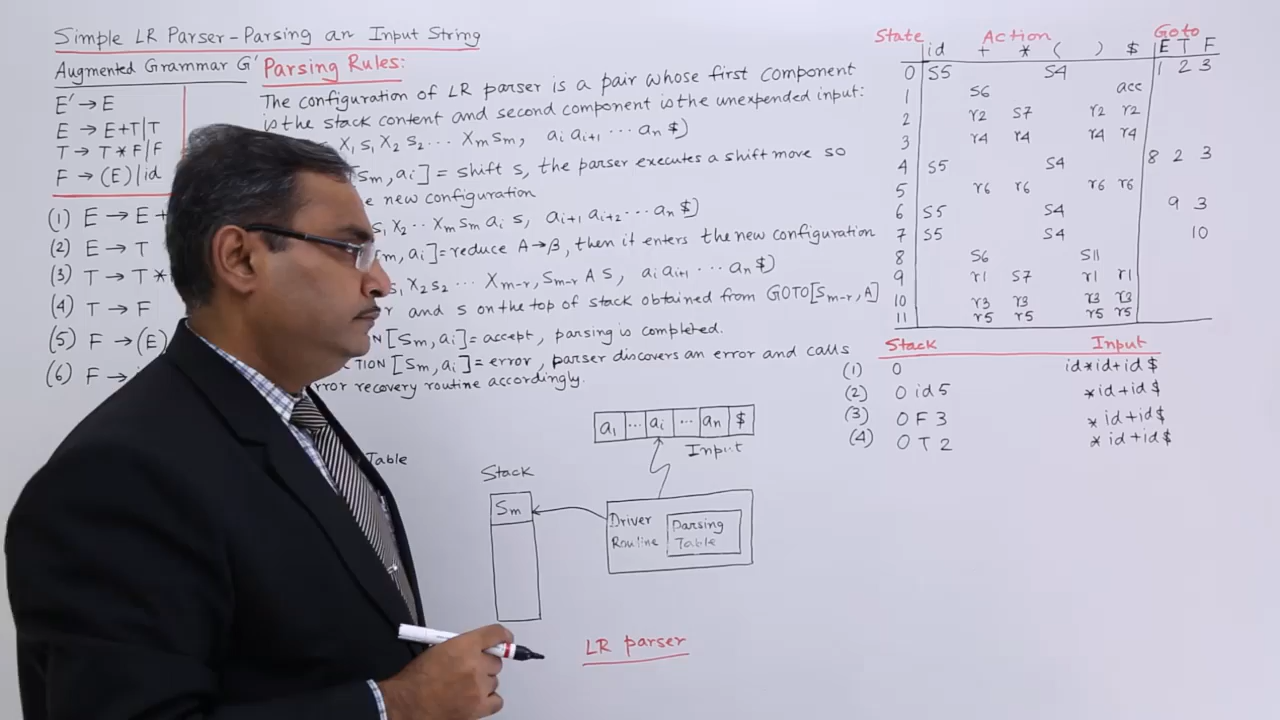 Simple LR Parser-Parsing an Input String
Augmented Grammar G' Parsing Rules:
E' → E
E → E+T|T
T → T*F|F
F → (E)|id
(1) E → E +
(2) E → T
(3) T → T *
(4) T → F
(5) F → (E)
(6) F →
The configuration of LR parser is a pair whose first component
is the stack content and second component is the unexpended input:
X1 s1 X2 s2 ... Xm sm, ai ai+1 ... an $)
[Sm, ai] = shift s, the parser executes a shift move so
new configuration
s1 X2 .. Xm sm ai s, ai+1 ai+2 ... an $)
[m, ai] = reduce A→β, then it enters the new configuration
s1 X2 s2 ... Xm-r, Sm-r A s, ai ai+1 ... an $)
r and s on the top of stack obtained from GOTO[Sm-r, A]
[Sm, ai] = accept, parsing is completed.
[Sm, ai] = error, parser discovers an error and calls
error recovery routine accordingly.
Table
a1 ... ai ... an $
Input
Stack
Sm
Driver Routine
Parsing Table
LR parser
State Action Goto
id + * ( ) $ E T F
0 S5 S4 1 2 3
1 S6 acc
2 r2 S7 r2 r2
3 r4 r4 r4 r4
4 S5 S4 8 2 3
5 r6 r6 r6 r6
6 S5 S4 9 3
7 S5 S4 10
8 S6 S11
9 r1 S7 r1 r1
10 r3 r3 r3 r3
11 r5 r5 r5 r5
Stack Input
(1) 0 id*id+id$
(2) 0 id 5 *id+id$
(3) 0 F 3 *id+id$
(4) 0 T 2 *id+id$